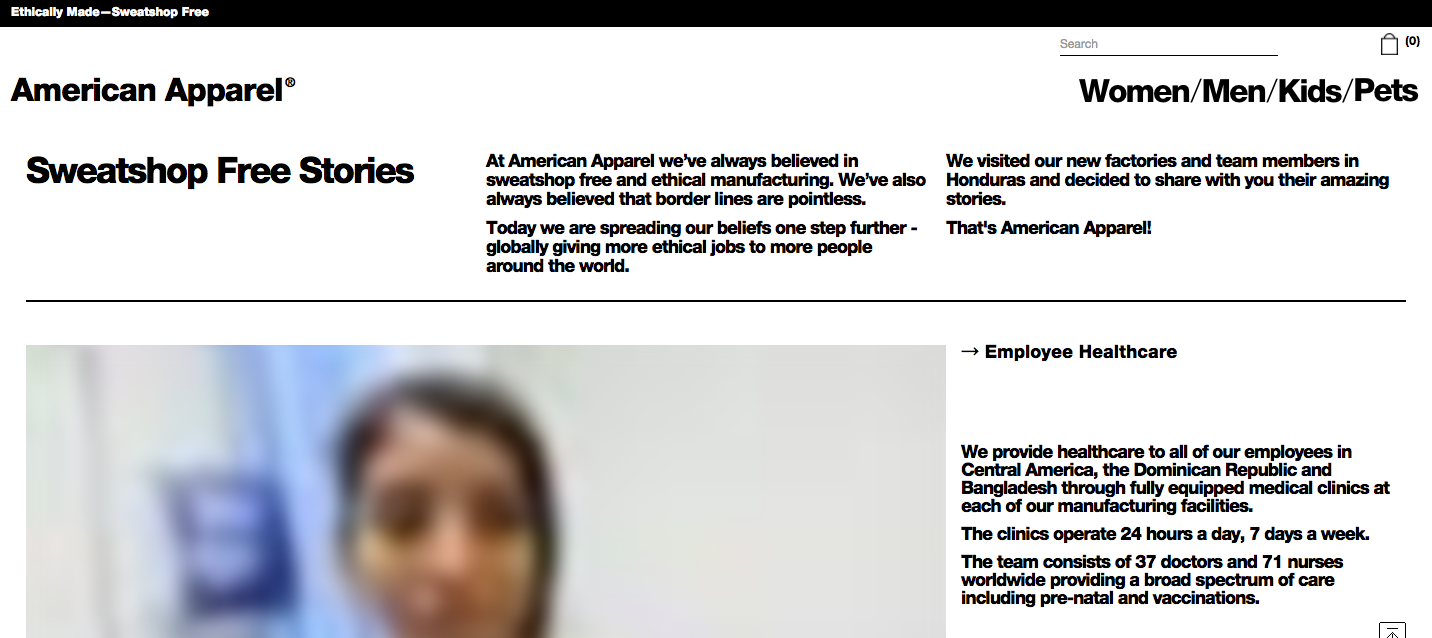 Ethically Made—Sweatshop Free
Search
(0)
American Apparel®
Women/Men/Kids/Pets
Sweatshop Free Stories
At American Apparel we've always believed in
sweatshop free and ethical manufacturing. We've also
always believed that border lines are pointless.
Today we are spreading our beliefs one step further -
globally giving more ethical jobs to more people
around the world.
We visited our new factories and team members in
Honduras and decided to share with you their amazing
stories.
That's American Apparel!
→ Employee Healthcare
We provide healthcare to all of our employees in
Central America, the Dominican Republic and
Bangladesh through fully equipped medical clinics at
each of our manufacturing facilities.
The clinics operate 24 hours a day, 7 days a week.
The team consists of 37 doctors and 71 nurses
worldwide providing a broad spectrum of care
including pre-natal and vaccinations.